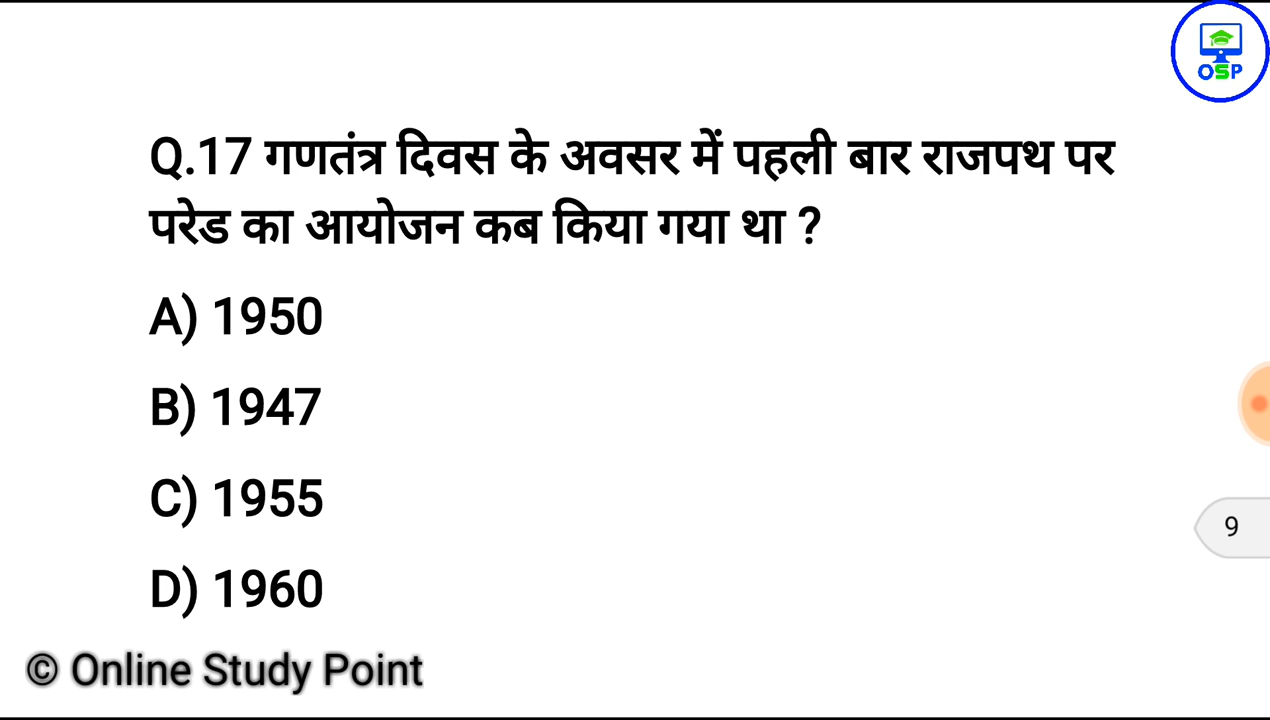 OSP
Q.17 गणतंत्र दिवस के अवसर में पहली बार राजपथ पर
परेड का आयोजन कब किया गया था ?
A) 1950
B) 1947
C) 1955
9
D) 1960
© Online Study Point